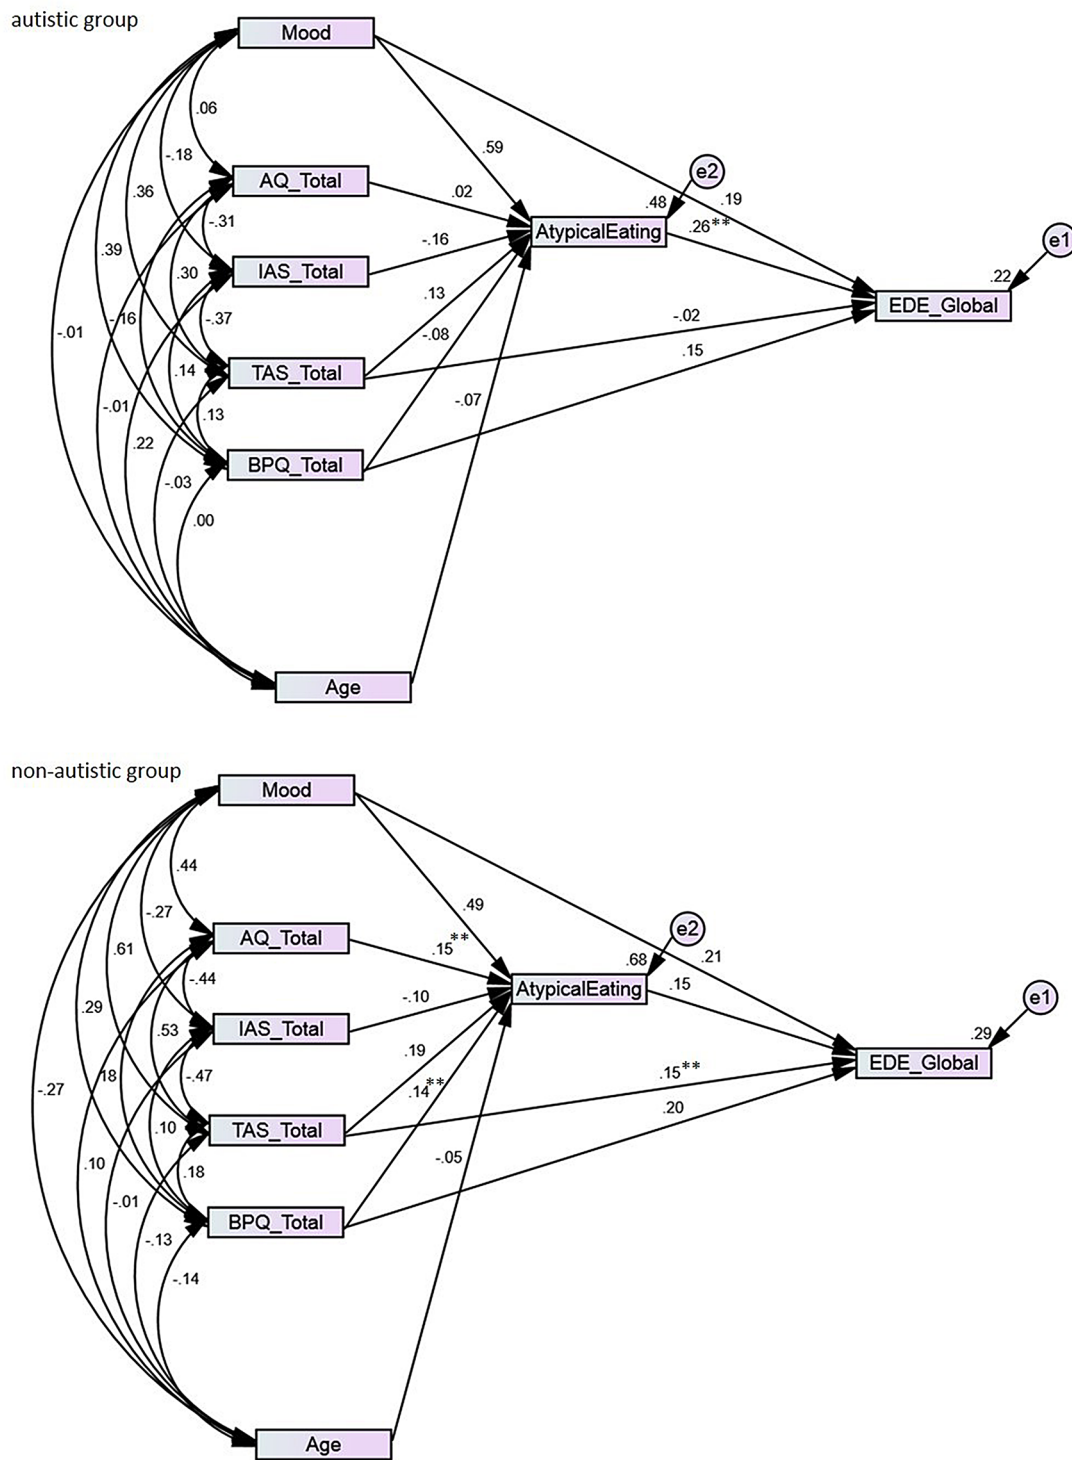 autistic group
Mood
.06
-.18
.59
AQ_Total
.36
.02
e2
.48
.19
-.31
AtypicalEating
.26**
-.16
e1
.39
IAS_Total
.30
.22
.13
EDE_Global
-.01
-.16
-.37
-.08
-.02
.15
TAS_Total
.14
-.01
.13
-.07
.22
BPQ_Total
-.03
.00
Age
non-autistic group
Mood
.44
-.27
.49
AQ_Total
.61
.15**
e2
.68
.21
-.44
AtypicalEating
.15
-.10
e1
.29
IAS_Total
.53
.29
.19
EDE_Global
-.27
.18
-.47
.14**
.15**
.20
TAS_Total
.10
.10
.18
-.05
-.01
BPQ_Total
-.13
-.14
Age